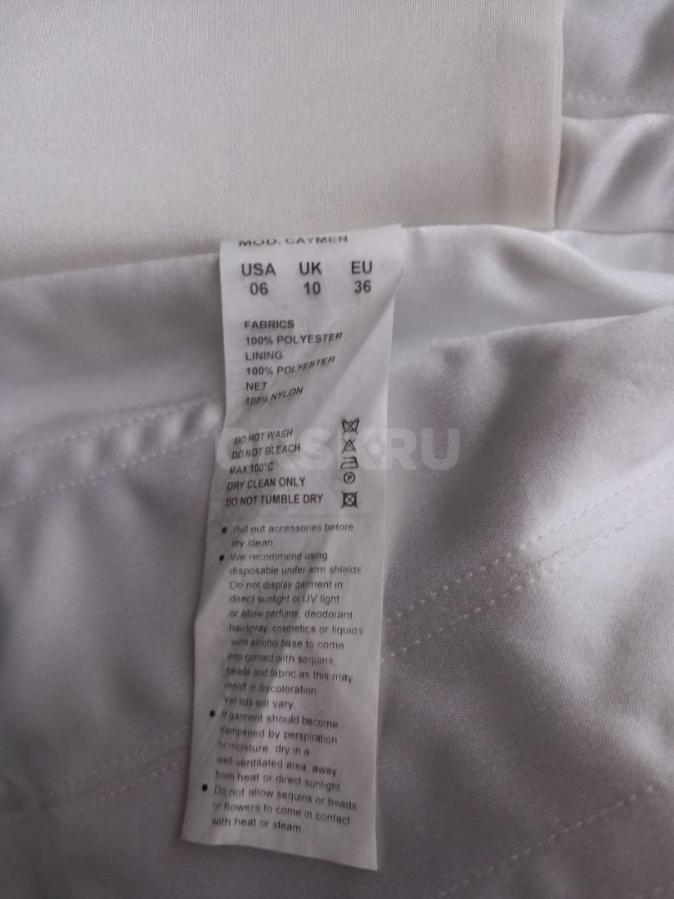 MOD. CAYMEN
USA UK EU
06 10 36
FABRICS
100% POLYESTER
LINING
100% POLYESTER
NET
100% NYLON
DO NOT WASH
DO NOT BLEACH
MAX 100°C
DRY CLEAN ONLY
DO NOT TUMBLE DRY
• Pull out accessories before
dry clean.
• We recommend using
disposable under arm shields
Do not display garment in
direct sunlight or UV light
or allow perfume, deodorant,
hairspray, cosmetics or liquids
with alcohol base to come
into contact with sequins,
beads and fabric as this may
result in discoloration.
Yet lots will vary.
• If garment should become
dampened by perspiration
or moisture, dry in a
well-ventilated area, away
from heat or direct sunlight
• Do not allow sequins or beads
or flowers to come in contact
with heat or steam.